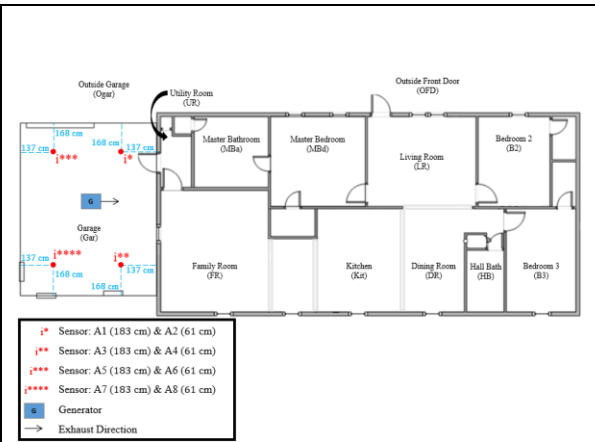 Outside Garage
(Ogar)
Utility Room
(UR)
Outside Front Door
(OFD)
168 cm
168 cm
137 cm
137 cm
i***
i*
Master Bathroom
(MBa)
Master Bedroom
(MBd)
Living Room
(LR)
Bedroom 2
(B2)
G
Garage
(Gar)
137 cm
i****
i**
137 cm
168 cm
168 cm
Family Room
(FR)
Kitchen
(Kit)
Dining Room
(DR)
Hall Bath
(HB)
Bedroom 3
(B3)
i* Sensor: A1 (183 cm) & A2 (61 cm)
i** Sensor: A3 (183 cm) & A4 (61 cm)
i*** Sensor: A5 (183 cm) & A6 (61 cm)
i**** Sensor: A7 (183 cm) & A8 (61 cm)
G Generator
Exhaust Direction